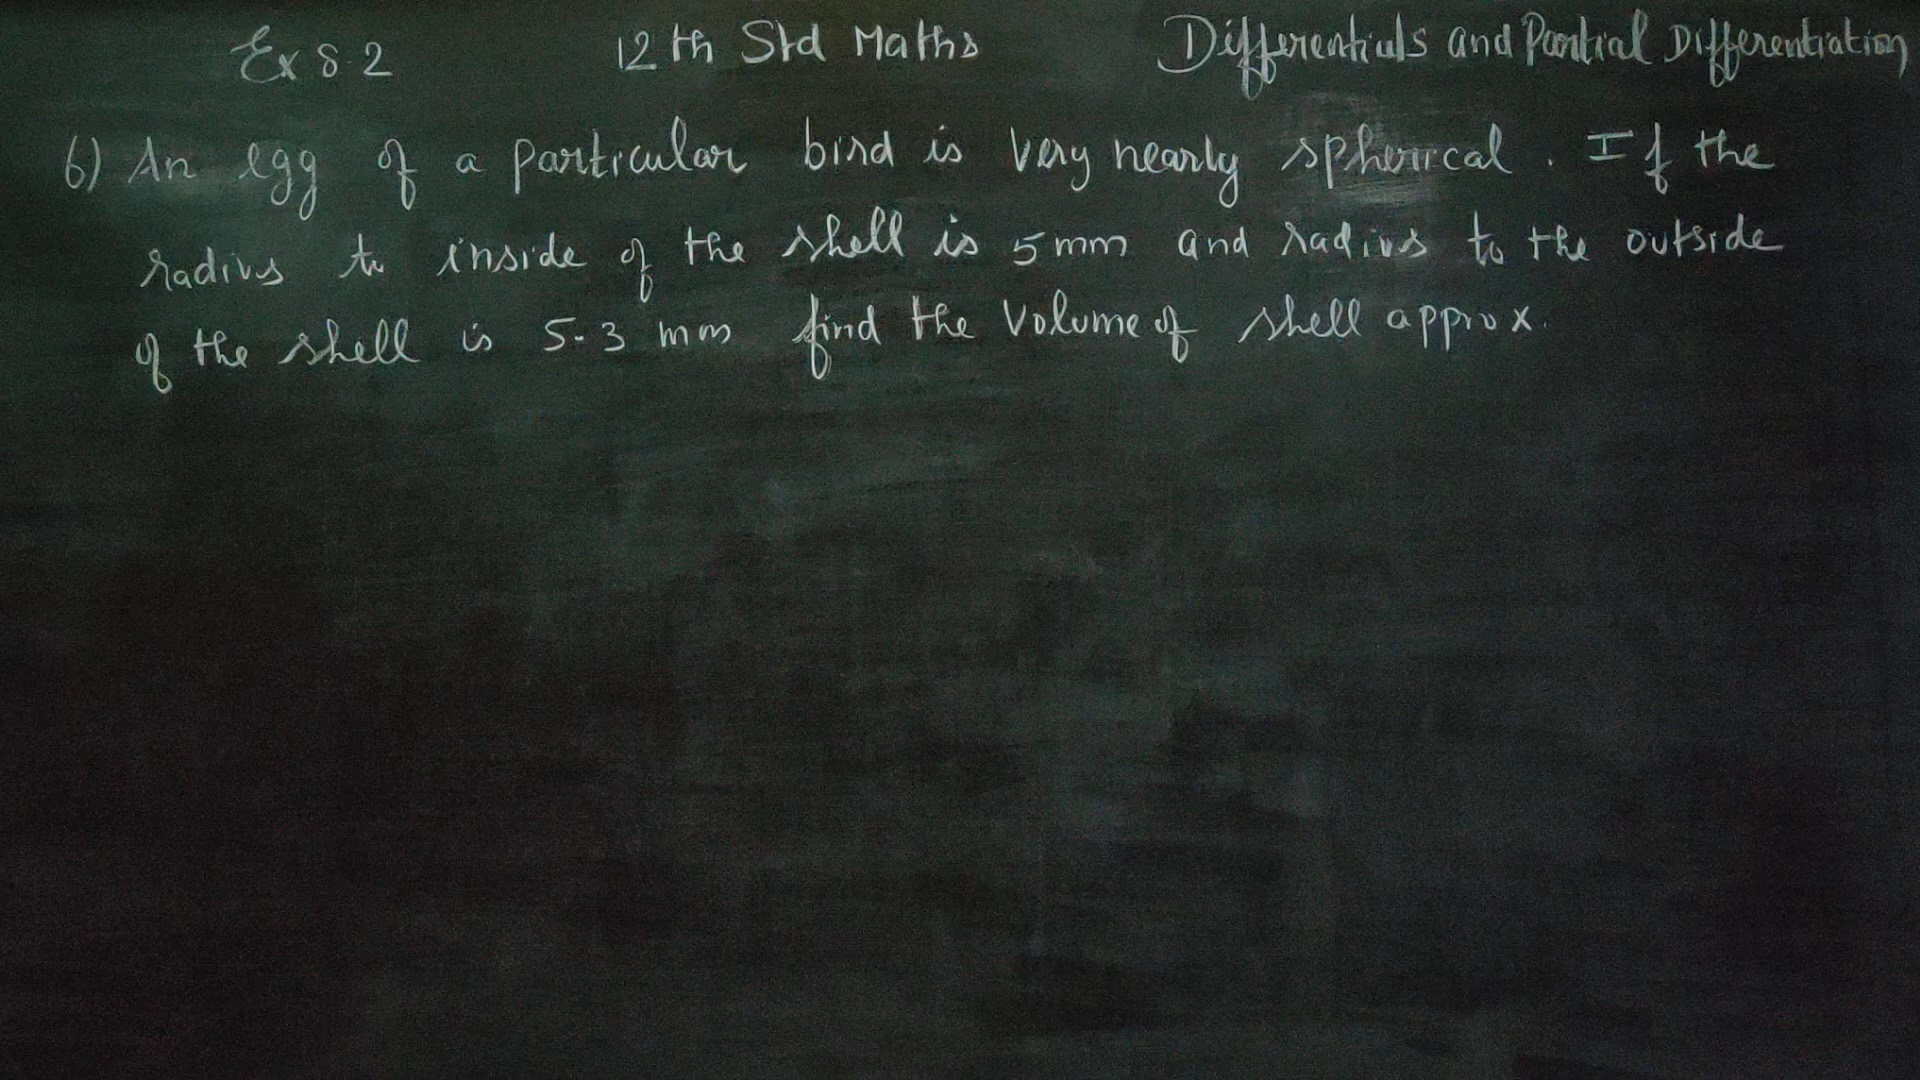 Ex 8.2 12th Std Maths Differentials and Partial Differentiation
6) An egg of a particular bird is very nearly spherical. If the
radius to inside of the shell is 5mm and radius to the outside
of the shell is 5.3 mm find the volume of shell approx.